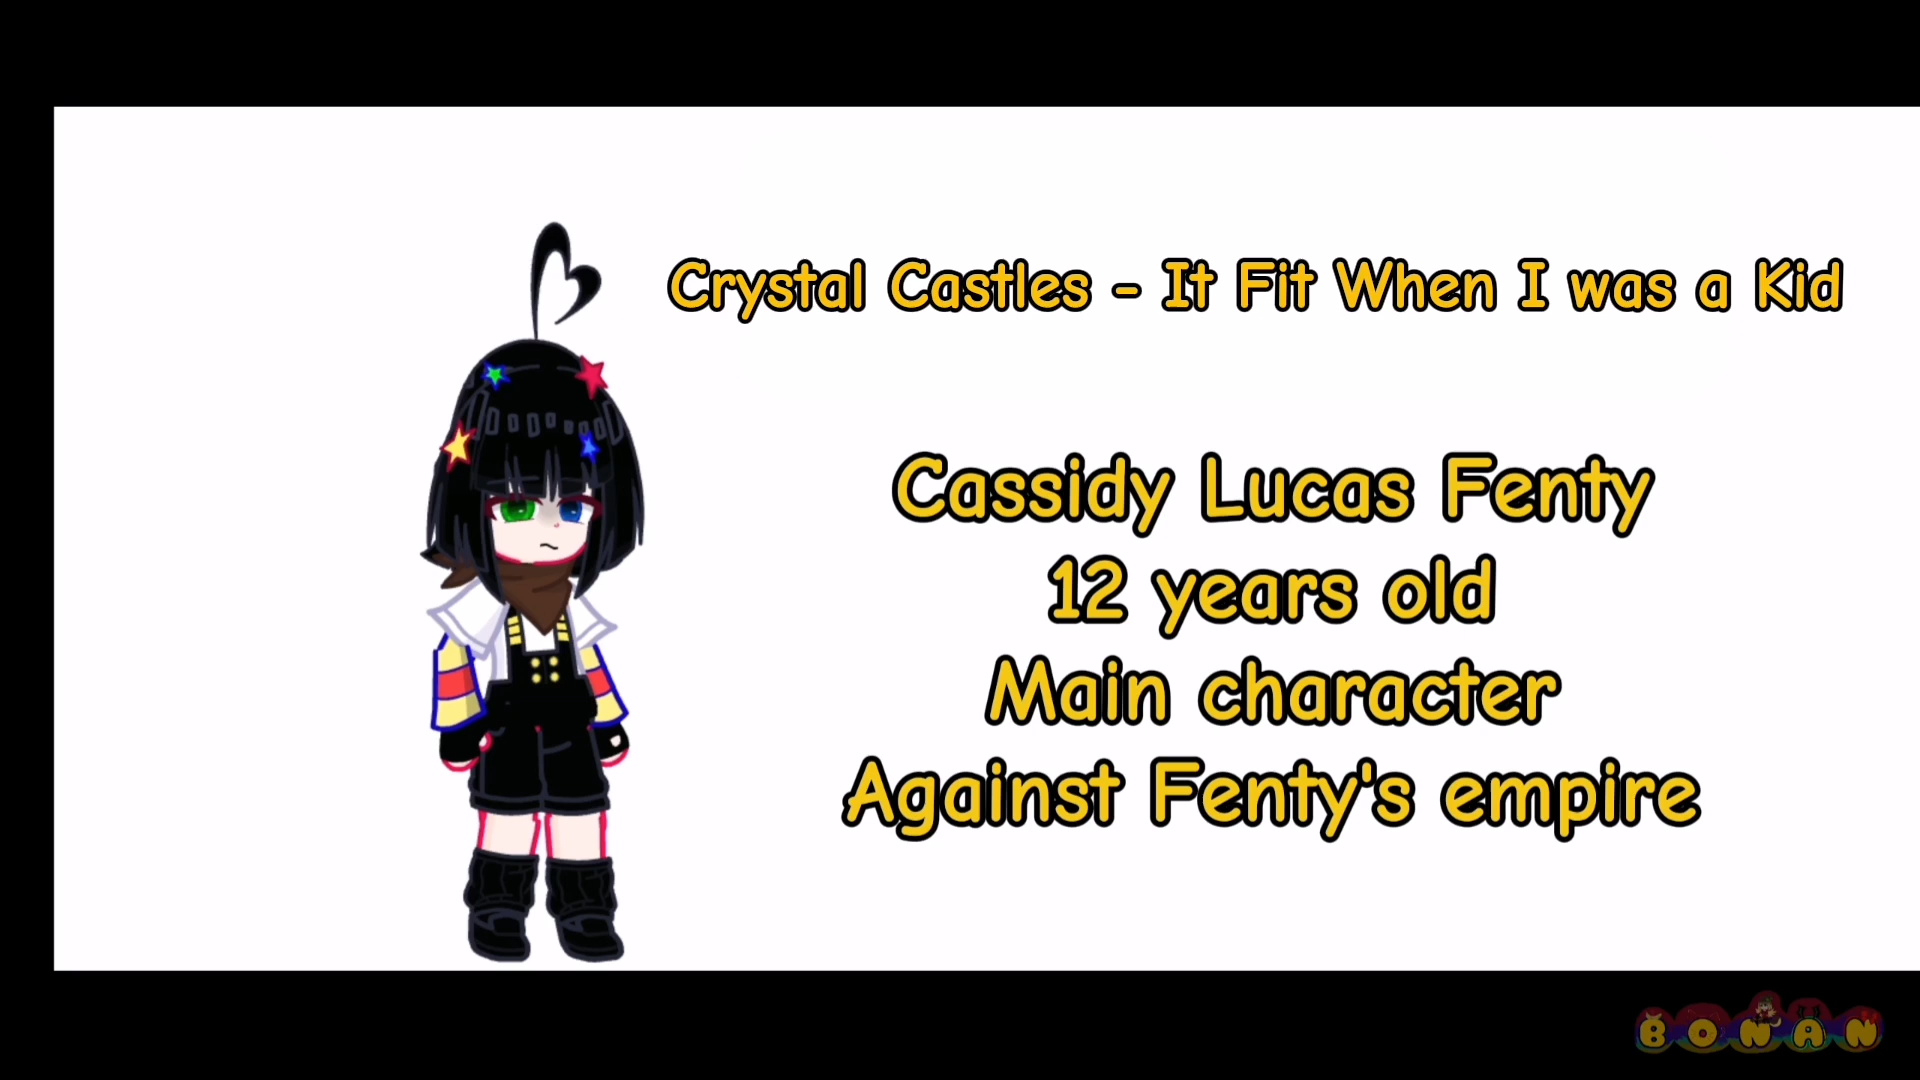 Crystal Castles - It Fit When I was a Kid
Cassidy Lucas Fenty
12 years old
Main character
Against Fenty's empire
BONAN